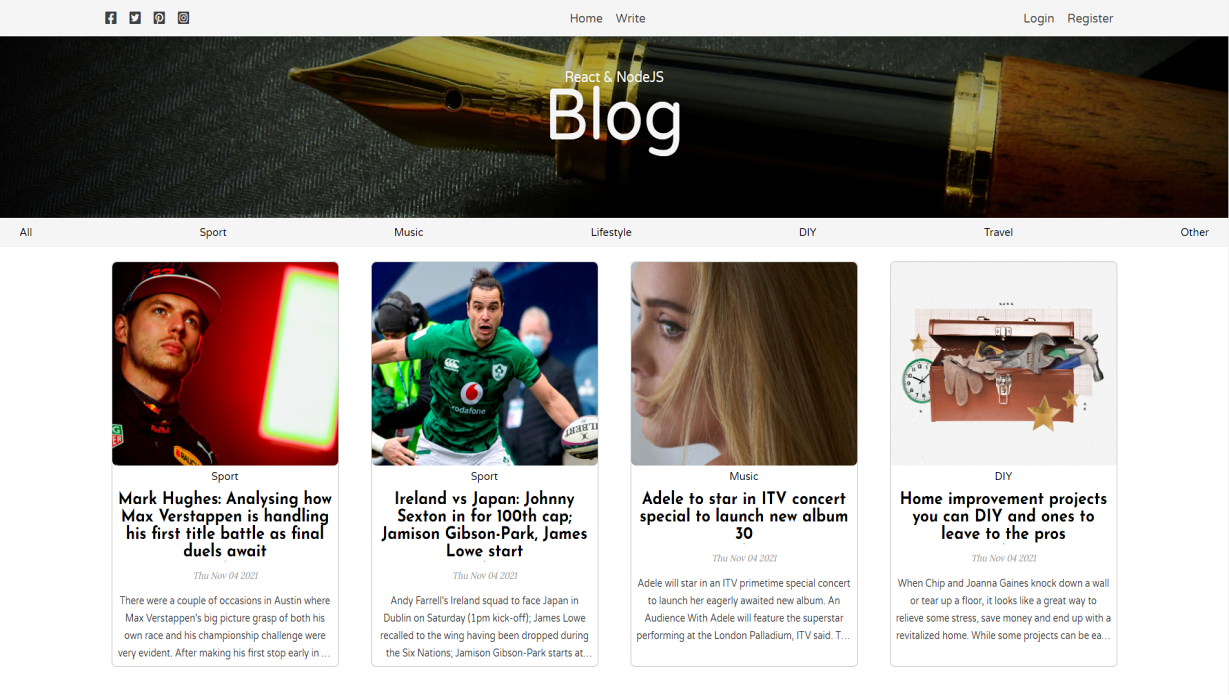 Home Write
Login Register
React & NodeJS
Blog
All Sport Music Lifestyle DIY Travel Other
vodafone
GILBERT
Sport
Mark Hughes: Analysing how
Max Verstappen is handling
his first title battle as final
duels await
Thu Nov 04 2021
There were a couple of occasions in Austin where
Max Verstappen's big picture grasp of both his
own race and his championship challenge were
very evident. After making his first stop early in ...
Sport
Ireland vs Japan: Johnny
Sexton in for 100th cap;
Jamison Gibson-Park, James
Lowe start
Thu Nov 04 2021
Andy Farrell's Ireland squad to face Japan in
Dublin on Saturday (1pm kick-off); James Lowe
recalled to the wing having been dropped during
the Six Nations; Jamison Gibson-Park starts at...
Music
Adele to star in ITV concert
special to launch new album
30
Thu Nov 04 2021
Adele will star in an ITV primetime special concert
to launch her eagerly awaited new album. An
Audience With Adele will feature the superstar
performing at the London Palladium, ITV said. T...
DIY
Home improvement projects
you can DIY and ones to
leave to the pros
Thu Nov 04 2021
When Chip and Joanna Gaines knock down a wall
or tear up a floor, it looks like a great way to
relieve some stress, save money and end up with a
revitalized home. While some projects can be ea...